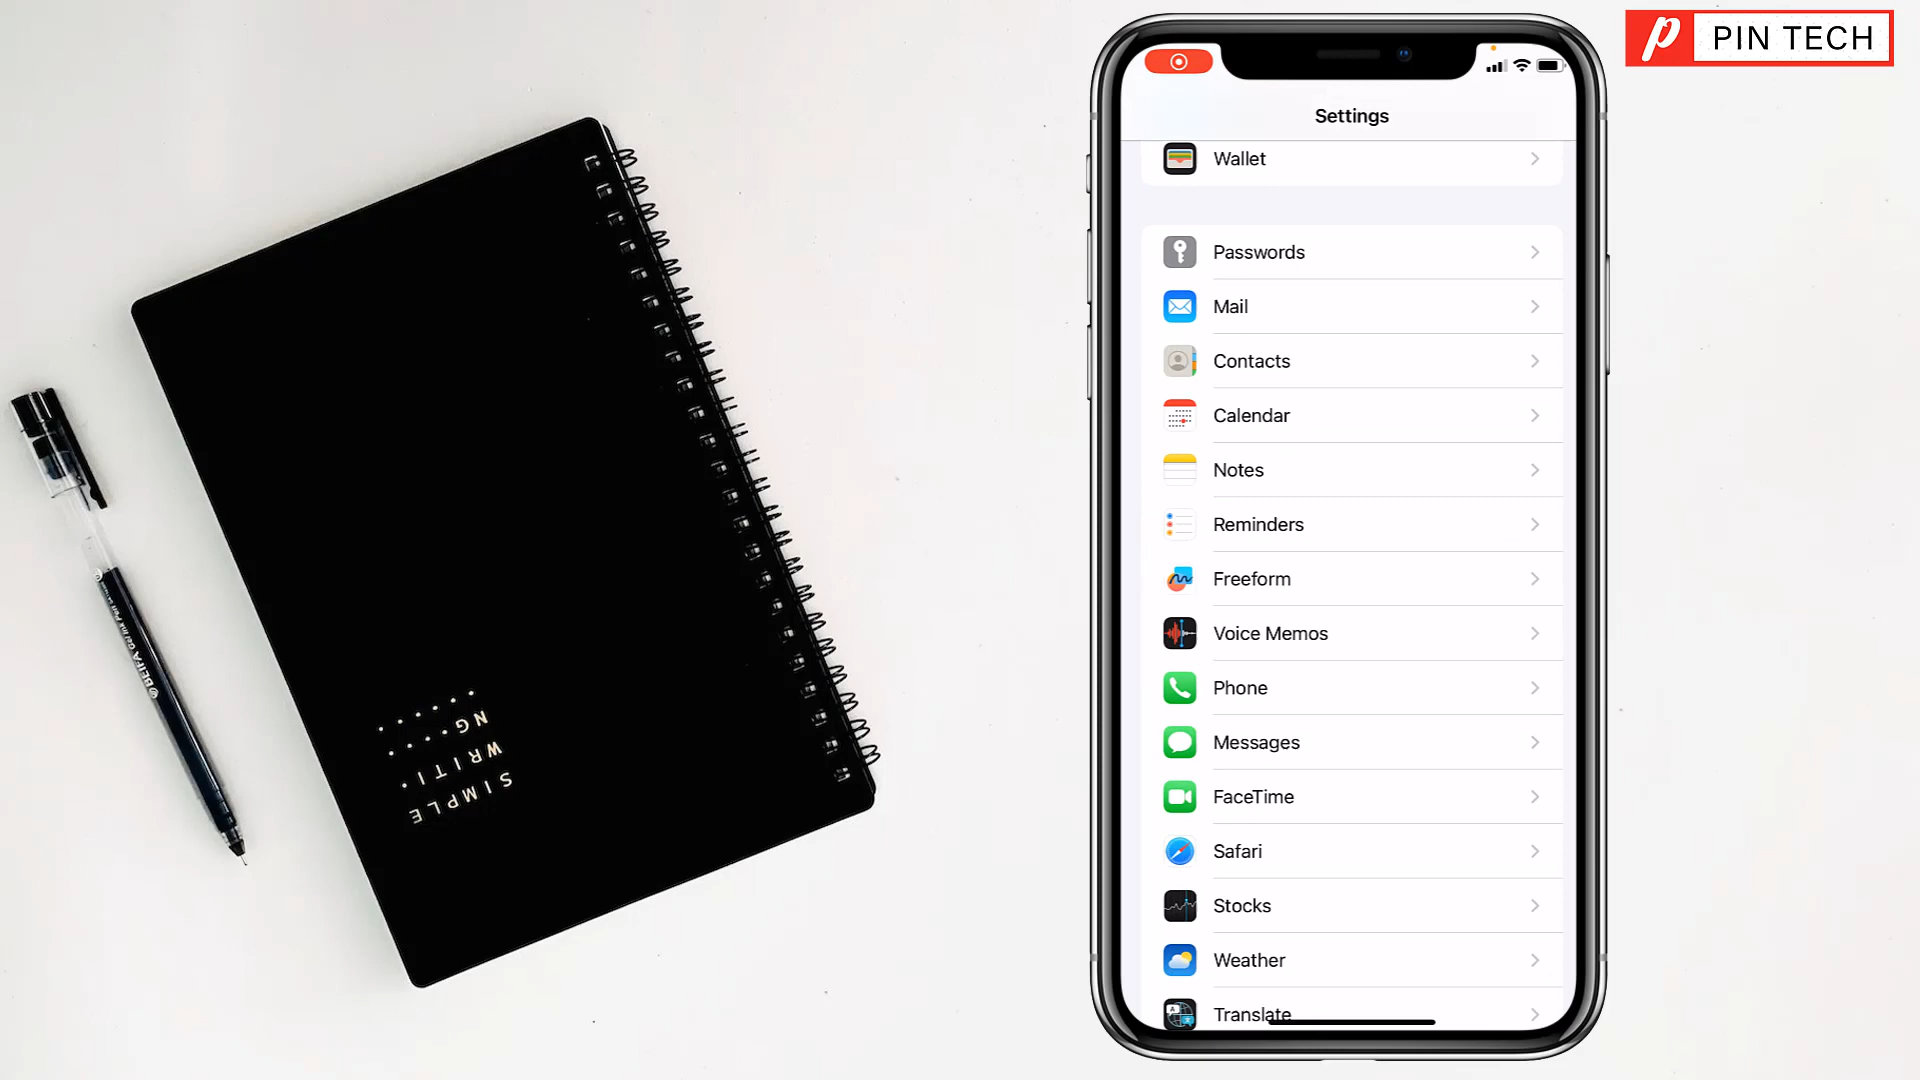 PIN TECH
Settings
Wallet
Passwords
Mail
Contacts
Calendar
Notes
Reminders
Freeform
Voice Memos
Phone
Messages
FaceTime
Safari
Stocks
Weather
Translate
SIMPLE
WRITI
NG